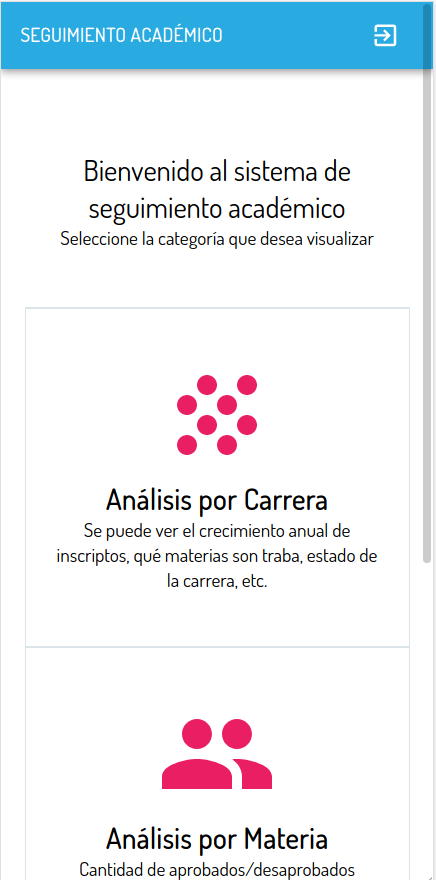 SEGUIMIENTO ACADÉMICO
Bienvenido al sistema de
seguimiento académico
Seleccione la categoría que desea visualizar
Análisis por Carrera
Se puede ver el crecimiento anual de
inscriptos, qué materias son traba, estado de
la carrera, etc.
Análisis por Materia
Cantidad de aprobados/desaprobados